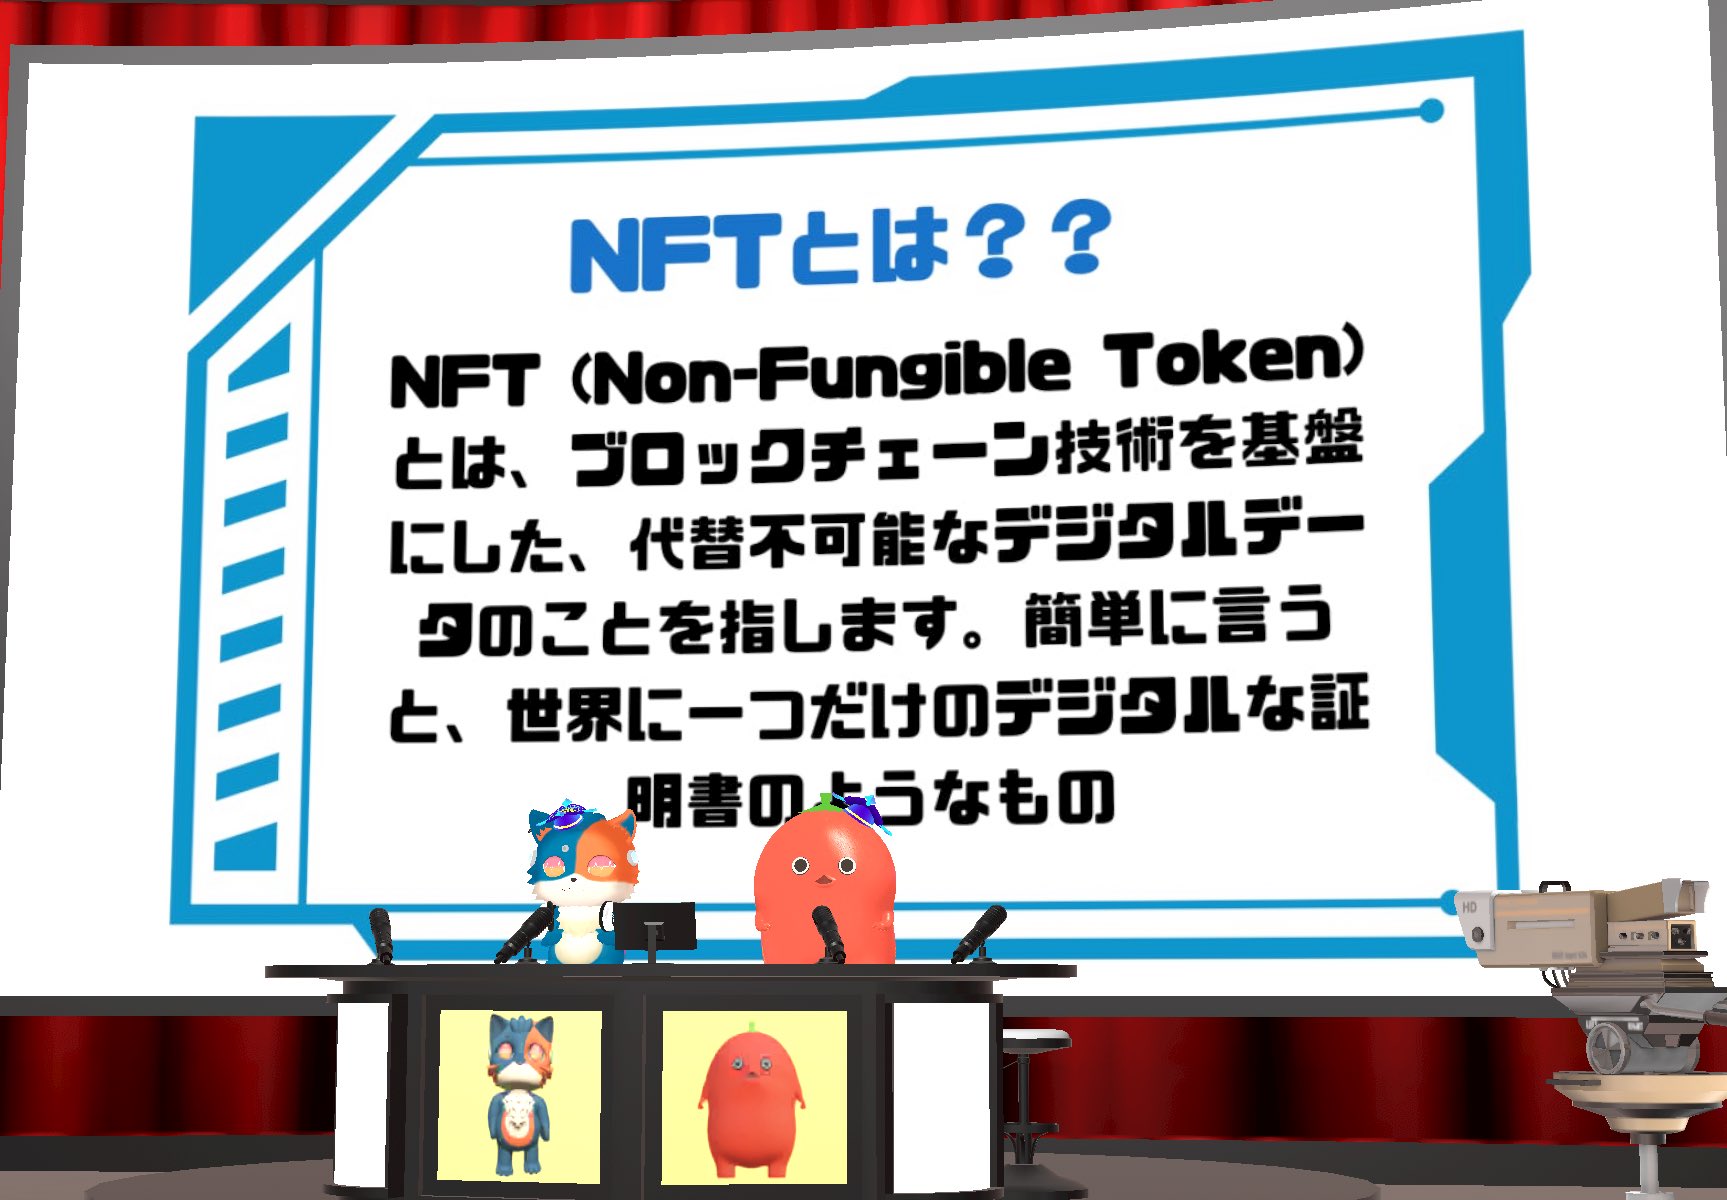 NFTとは？？
NFT（Non-Fungible Token）
とは、ブロックチェーン技術を基盤
にした、代替不可能なデジタルデー
タのことを指します。簡単に言う
と、世界に一つだけのデジタルな証
明書のようなもの
HD